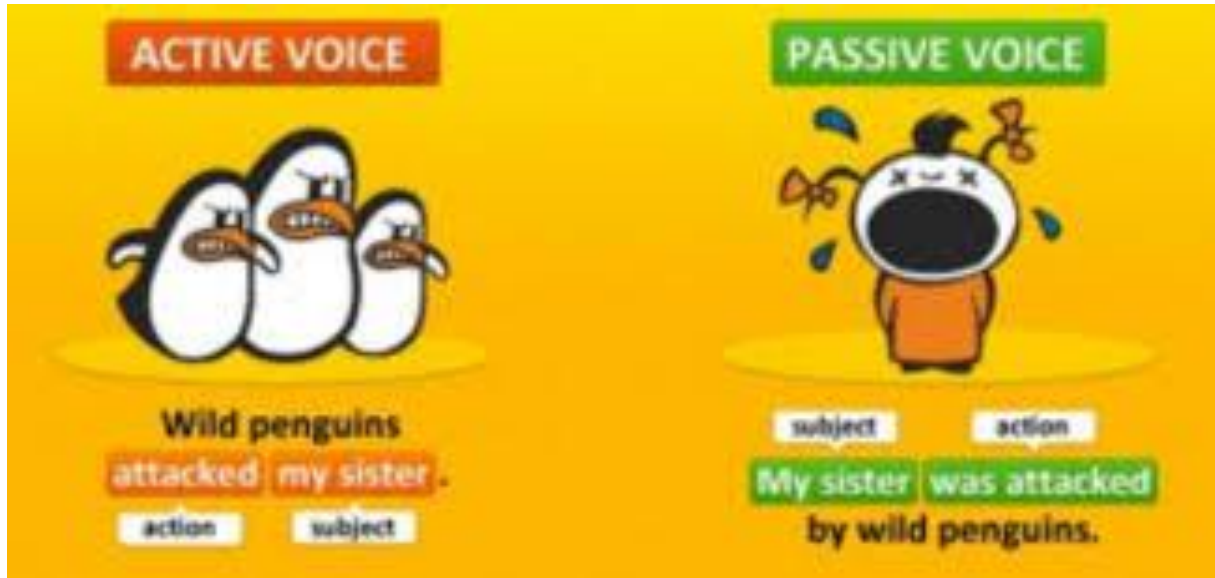 ACTIVE VOICE
Wild penguins
attacked my sister.
action subject
PASSIVE VOICE
subject action
My sister was attacked
by wild penguins.